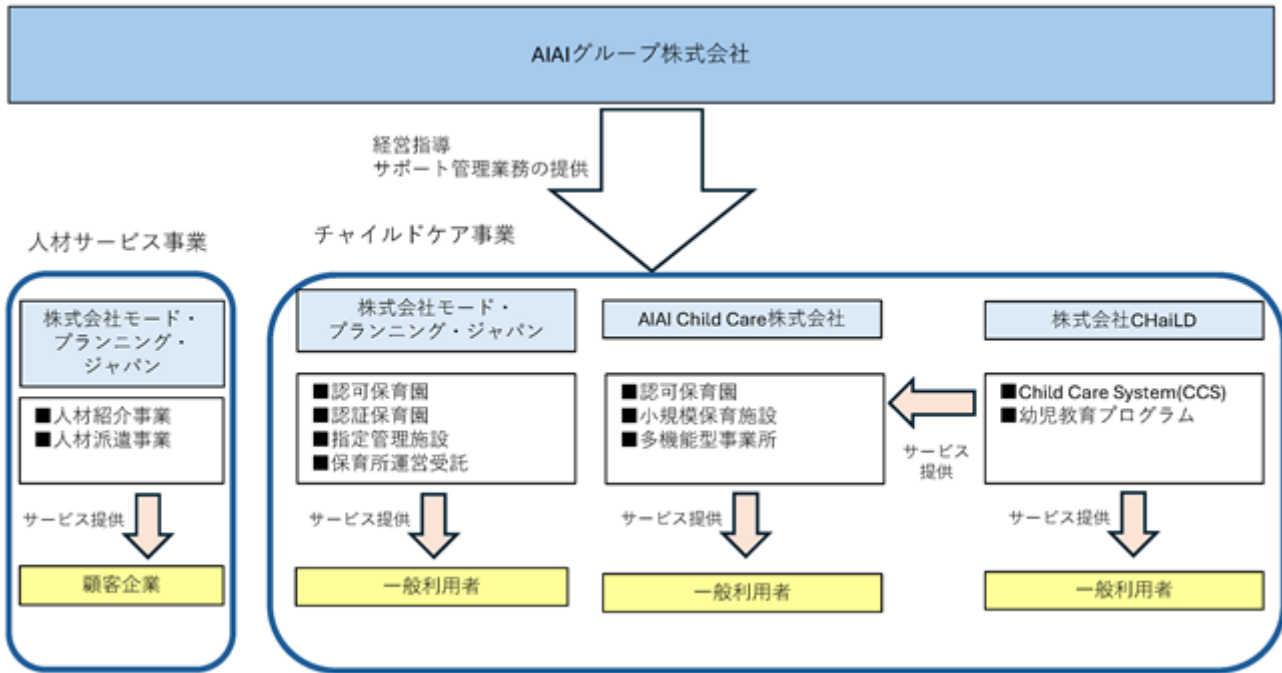 AIAIグループ株式会社
経営指導
サポート管理業務の提供
人材サービス事業
チャイルドケア事業
株式会社モード・
プランニング・
ジャパン
■人材紹介事業
■人材派遣事業
サービス提供
顧客企業
株式会社モード・
プランニング・ジャパン
■認可保育園
■認証保育園
■指定管理施設
■保育所運営受託
サービス提供
一般利用者
AIAI Child Care株式会社
■認可保育園
■小規模保育施設
■多機能型事業所
サービス提供
一般利用者
サービス
提供
株式会社CHaiLD
■Child Care System(CCS)
■幼児教育プログラム
サービス提供
一般利用者